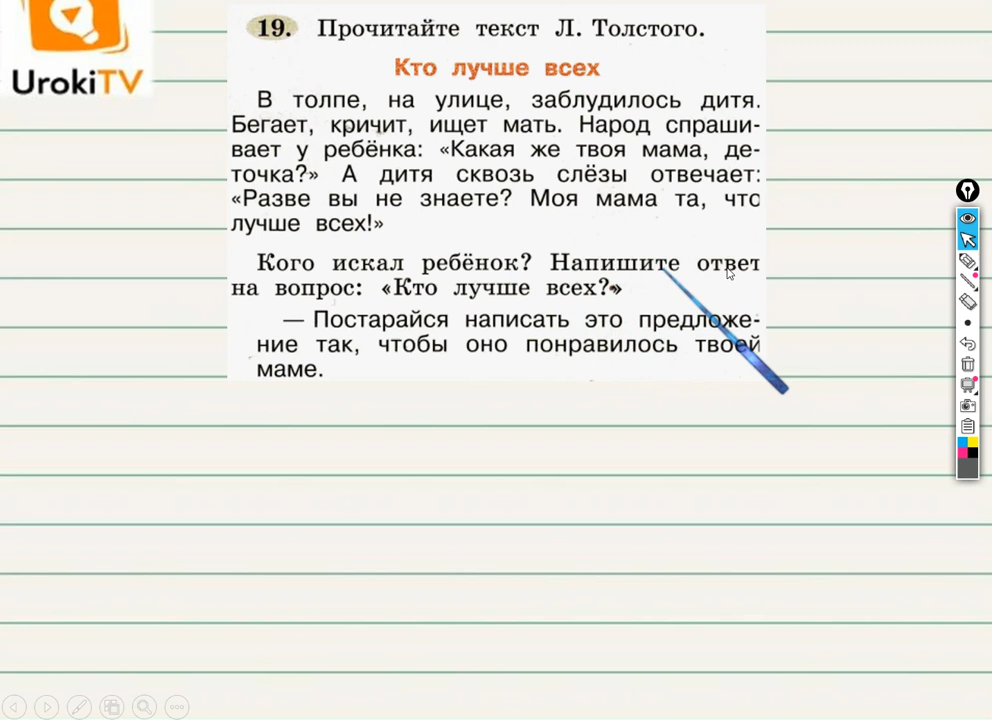 UrokiTV
19. Прочитайте текст Л. Толстого.
Кто лучше всех
В толпе, на улице, заблудилось дитя.
Бегает, кричит, ищет мать. Народ спраши-
вает у ребёнка: «Какая же твоя мама, де-
точка?» А дитя сквозь слёзы отвечает:
«Разве вы не знаете? Моя мама та, что
лучше всех!»
Кого искал ребёнок? Напишите ответ
на вопрос: «Кто лучше всех?»
— Постарайся написать это предложе-
ние так, чтобы оно понравилось твоей
маме.